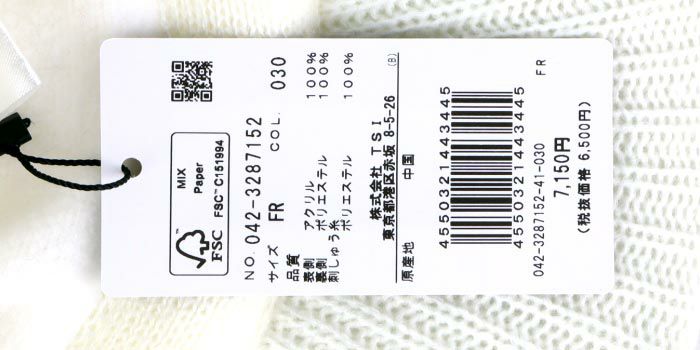 MIX
Paper
FSC™ C151994
FSC
NO. 042-3287152
サイズ FR COL. 030
品質
表側 アクリル 100%
裏側 ポリエステル 100%
刺しゅう糸 ポリエステル 100%
株式会社 TSI
東京都港区赤坂 8-5-26
原産地 中国 (B)
4550321443445
4550321443445
042-3287152-41-030 FR
7,150円
(税抜価格 6,500円)